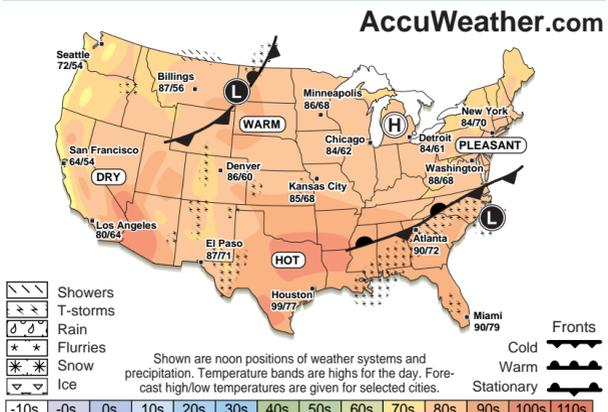 AccuWeather.com
Seattle
72/54
Billings
87/56
L
Minneapolis
86/68
New York
84/70
WARM
H
Chicago
84/62
Detroit
84/61
PLEASANT
San Francisco
64/54
Denver
86/60
Washington
88/68
DRY
Kansas City
85/68
L
Los Angeles
80/64
El Paso
87/71
Atlanta
90/72
HOT
Houston
99/77
Miami
90/79
Showers
T-storms
Rain
Flurries
Snow
Ice
Shown are noon positions of weather systems and
precipitation. Temperature bands are highs for the day. Fore-
cast high/low temperatures are given for selected cities.
Fronts
Cold
Warm
Stationary
-10s -0s 0s 10s 20s 30s 40s 50s 60s 70s 80s 90s 100s 110s